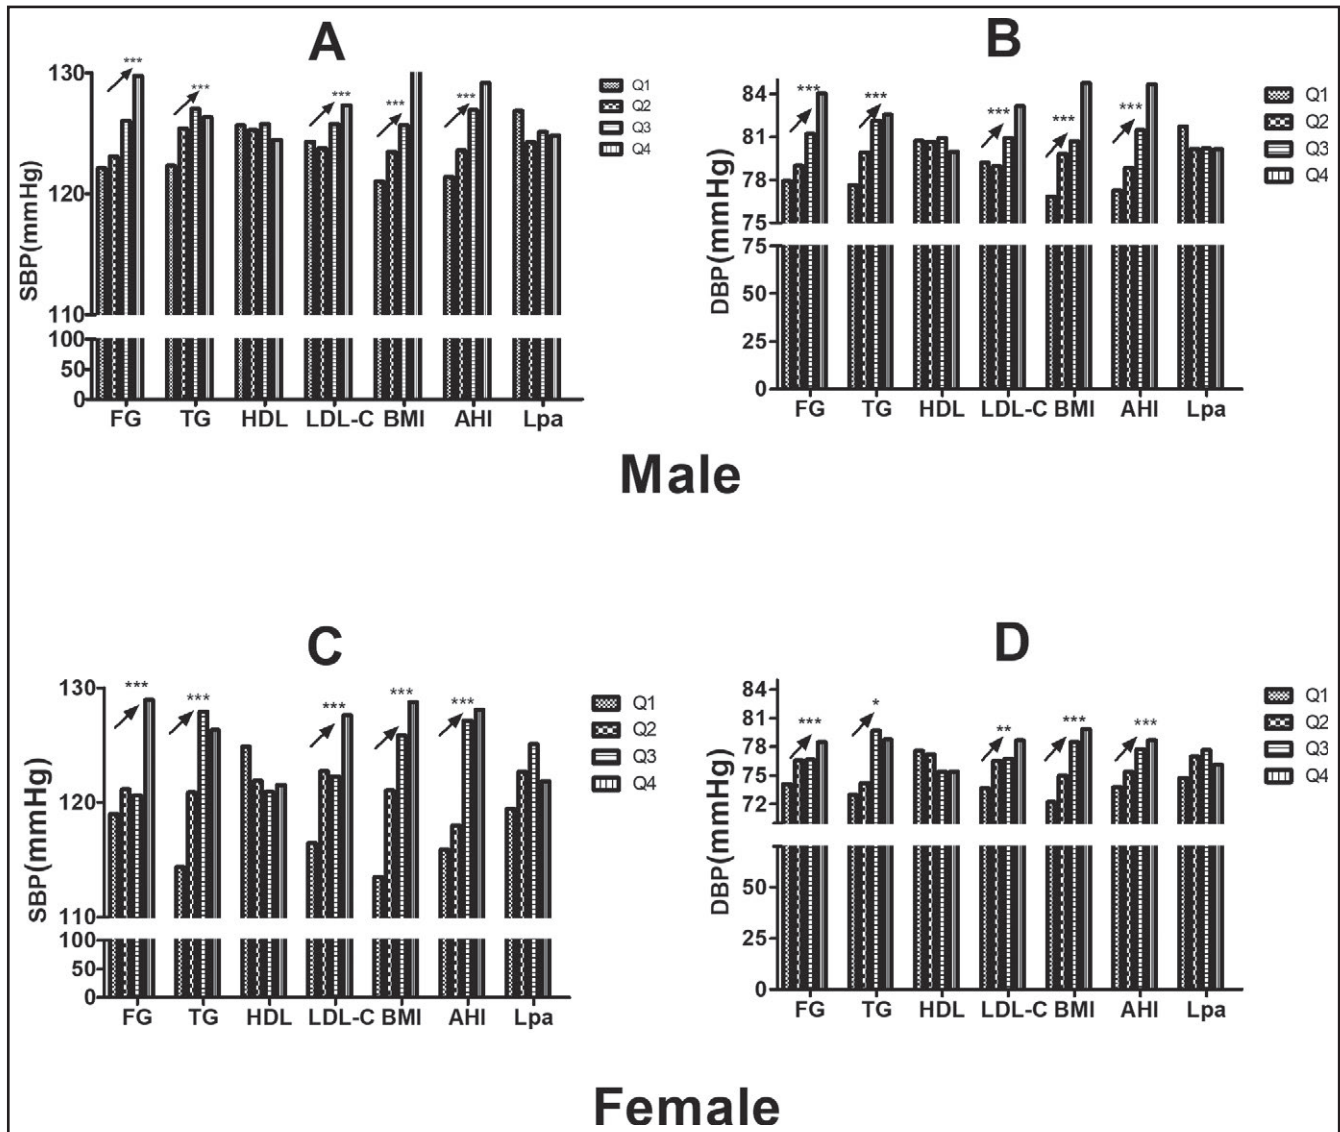 A
SBP(mmHg)
130
120
110
100
50
0
***
***
***
***
***
FG TG HDL LDL-C BMI AHI Lpa
Q1
Q2
Q3
Q4
B
DBP(mmHg)
84
81
78
75
75
50
25
0
***
***
***
***
***
FG TG HDL LDL-C BMI AHI Lpa
Q1
Q2
Q3
Q4
Male
C
SBP(mmHg)
130
120
110
100
50
0
***
***
***
***
***
FG TG HDL LDL-C BMI AHI Lpa
Q1
Q2
Q3
Q4
D
DBP(mmHg)
84
81
78
75
72
50
25
0
***
*
**
***
***
FG TG HDL LDL-C BMI AHI Lpa
Q1
Q2
Q3
Q4
Female